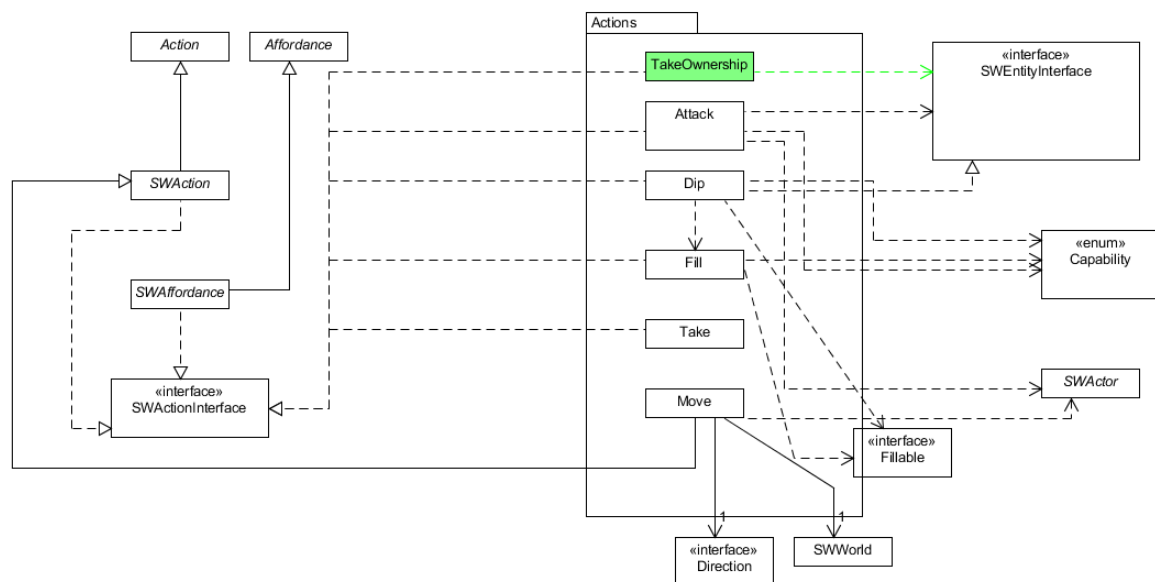 Actions
Action
Affordance
TakeOwnership
«interface»
SWEntityInterface
Attack
SWAction
Dip
«enum»
Capability
Fill
SWAffordance
Take
«interface»
SWActionInterface
SWActor
Move
«interface»
Fillable
1
1
«interface»
Direction
SWWorld